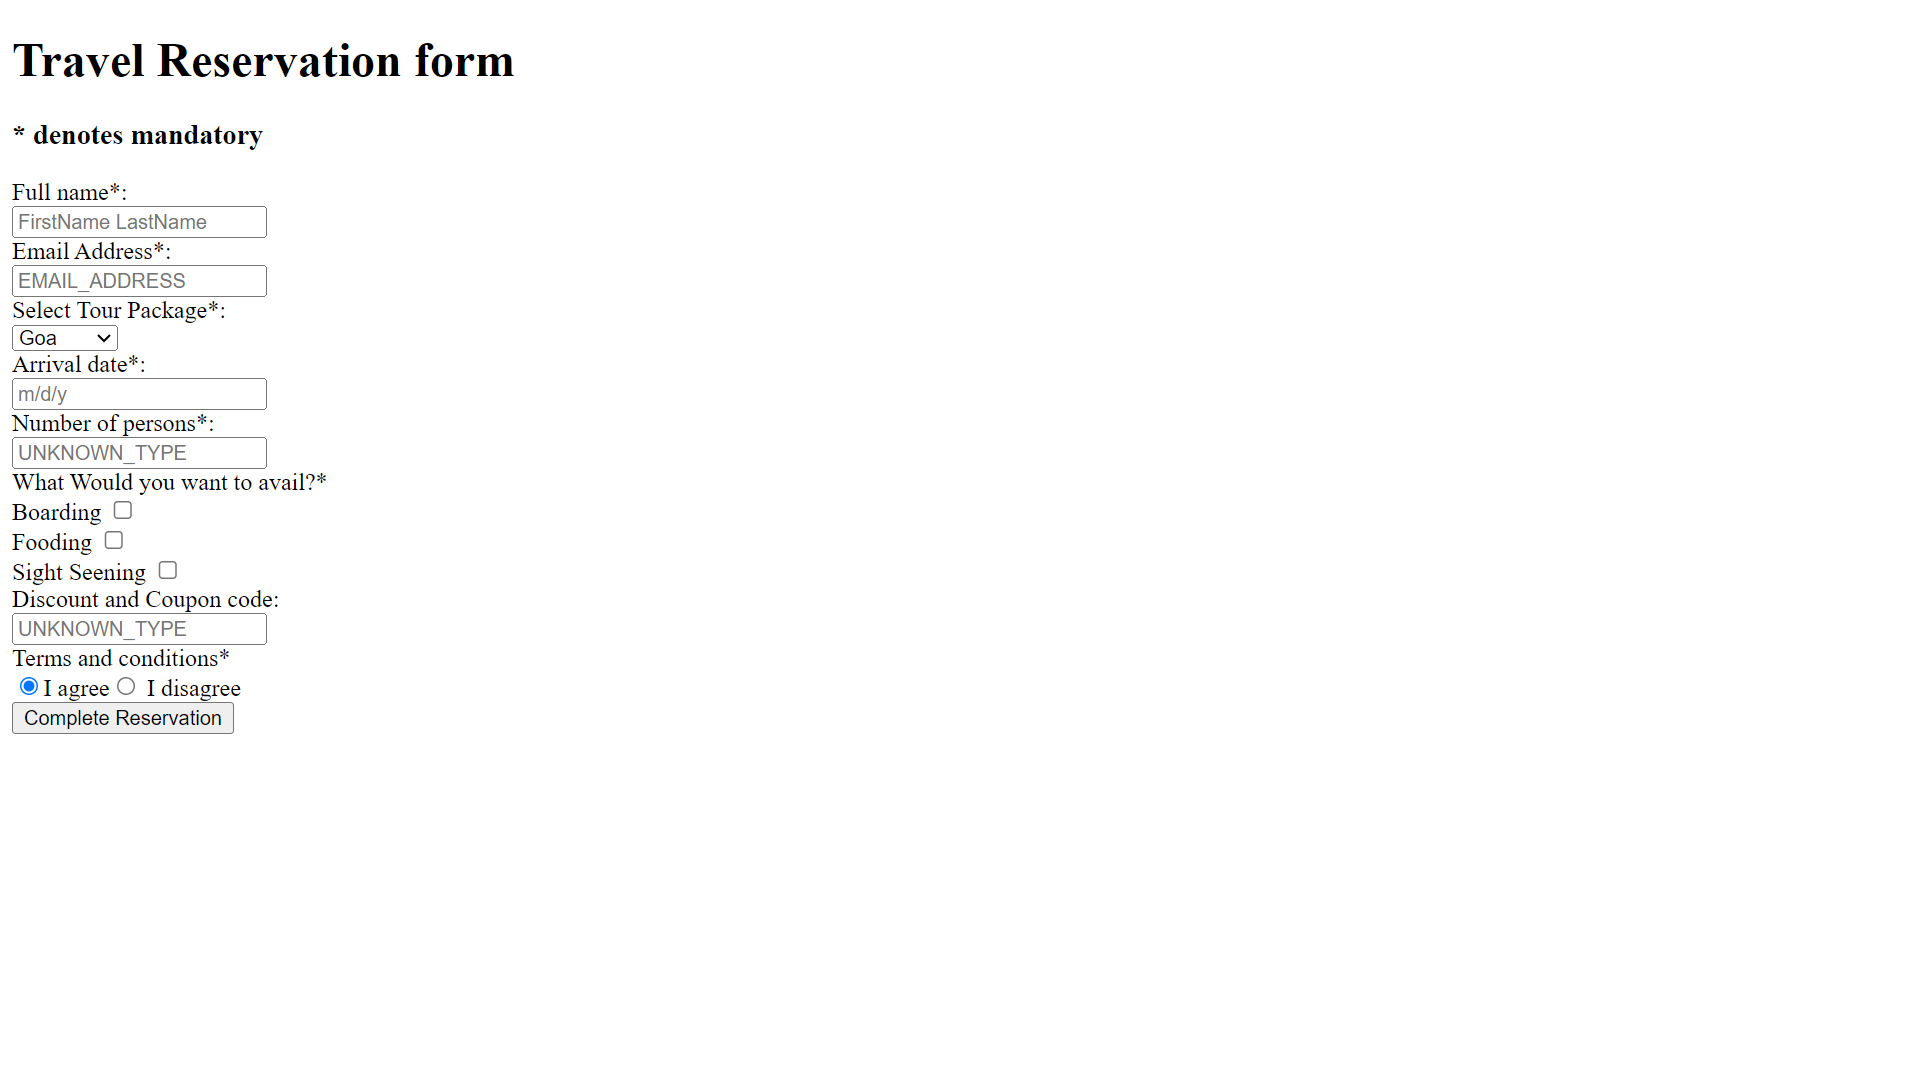 Travel Reservation form
* denotes mandatory
Full name*:
FirstName LastName
Email Address*:
EMAIL_ADDRESS
Select Tour Package*:
Goa
Arrival date*:
m/d/y
Number of persons*:
UNKNOWN_TYPE
What Would you want to avail?*
Boarding
Fooding
Sight Seening
Discount and Coupon code:
UNKNOWN_TYPE
Terms and conditions*
I agree I disagree
Complete Reservation